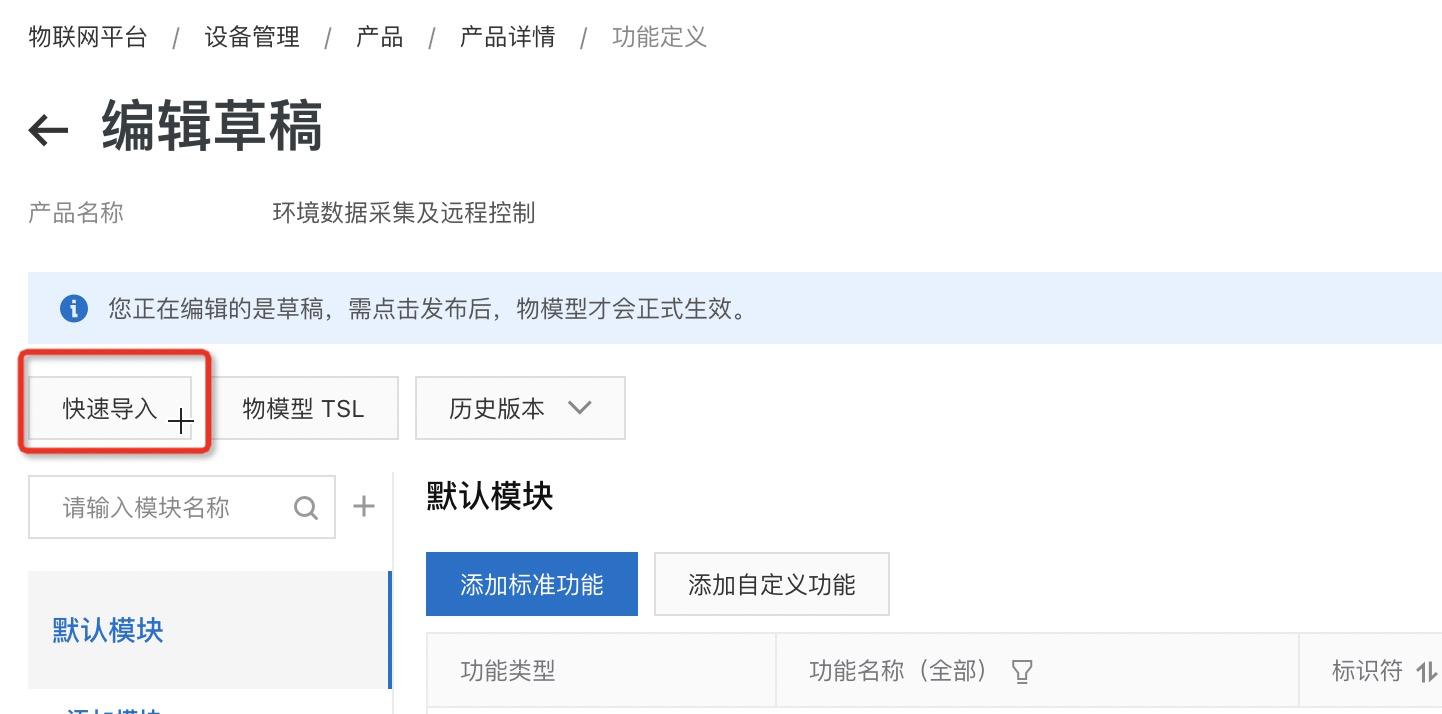 物联网平台 / 设备管理 / 产品 / 产品详情 / 功能定义
编辑草稿
产品名称 环境数据采集及远程控制
您正在编辑的是草稿，需点击发布后，物模型才会正式生效。
快速导入 物模型 TSL 历史版本
请输入模块名称
默认模块
添加标准功能 添加自定义功能
默认模块
功能类型 功能名称（全部） 标识符